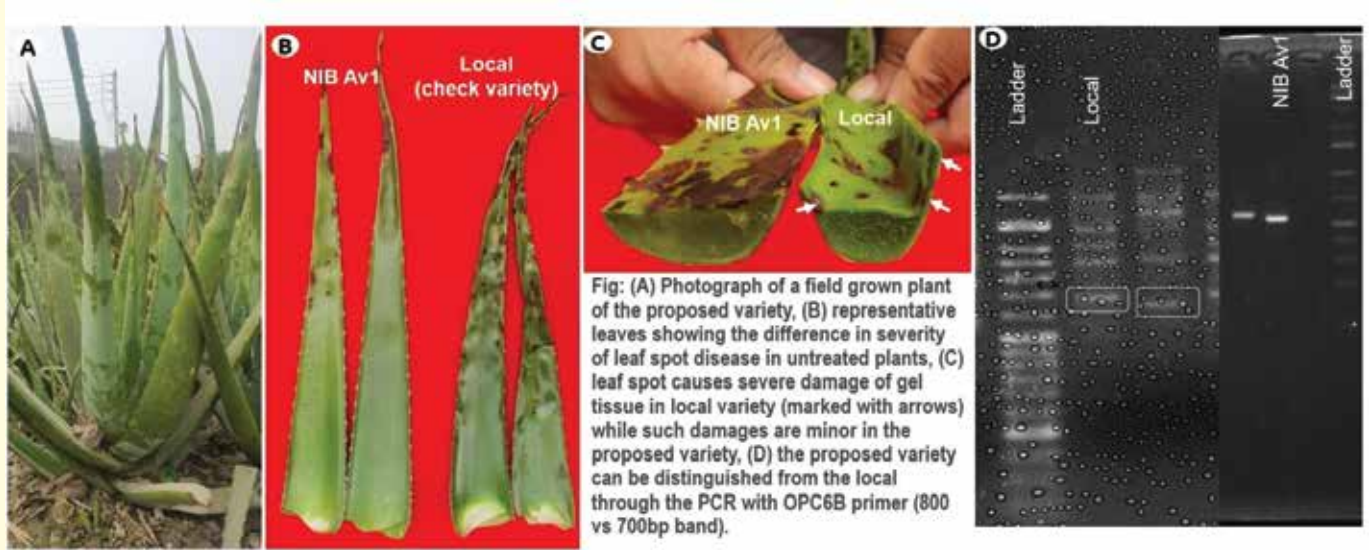 A
B
NIB Av1
Local
(check variety)
C
NIB Av1
Local
Fig: (A) Photograph of a field grown plant
of the proposed variety, (B) representative
leaves showing the difference in severity
of leaf spot disease in untreated plants, (C)
leaf spot causes severe damage of gel
tissue in local variety (marked with arrows)
while such damages are minor in the
proposed variety, (D) the proposed variety
can be distinguished from the local
through the PCR with OPC6B primer (800
vs 700bp band).
D
Ladder
Local
NIB Av1
Ladder